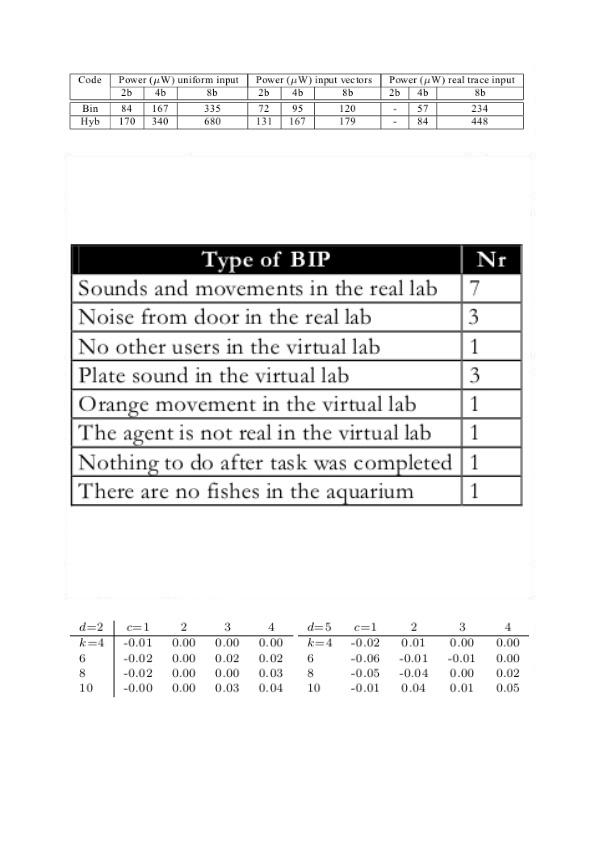 Code Power (μW) uniform input Power (μW) input vectors Power (μW) real trace input
2b 4b 8b 2b 4b 8b 2b 4b 8b
Bin 84 167 335 72 95 120 - 57 234
Hyb 170 340 680 131 167 179 - 84 448
Type of BIP Nr
Sounds and movements in the real lab 7
Noise from door in the real lab 3
No other users in the virtual lab 1
Plate sound in the virtual lab 3
Orange movement in the virtual lab 1
The agent is not real in the virtual lab 1
Nothing to do after task was completed 1
There are no fishes in the aquarium 1
d=2 c=1 2 3 4 d=5 c=1 2 3 4
k=4 -0.01 0.00 0.00 0.00 k=4 -0.02 0.01 0.00 0.00
6 -0.02 0.00 0.02 0.02 6 -0.06 -0.01 -0.01 0.00
8 -0.02 0.00 0.00 0.03 8 -0.05 -0.04 0.00 0.02
10 -0.00 0.00 0.03 0.04 10 -0.01 0.04 0.01 0.05